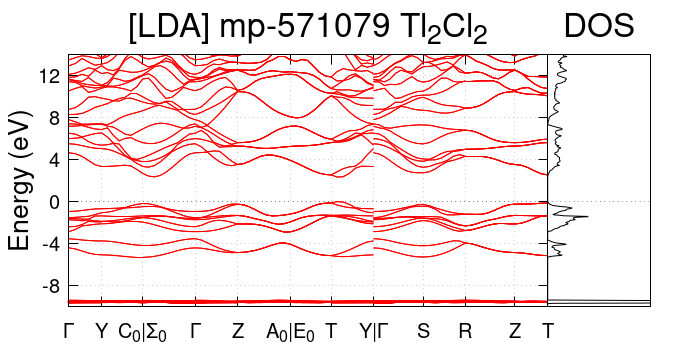 [LDA] mp-571079 Tl₂Cl₂ DOS
Energy (eV)
12
8
4
0
-4
-8
Γ Y C₀|Σ₀ Γ Z A₀|E₀ T Y|Γ S R Z T